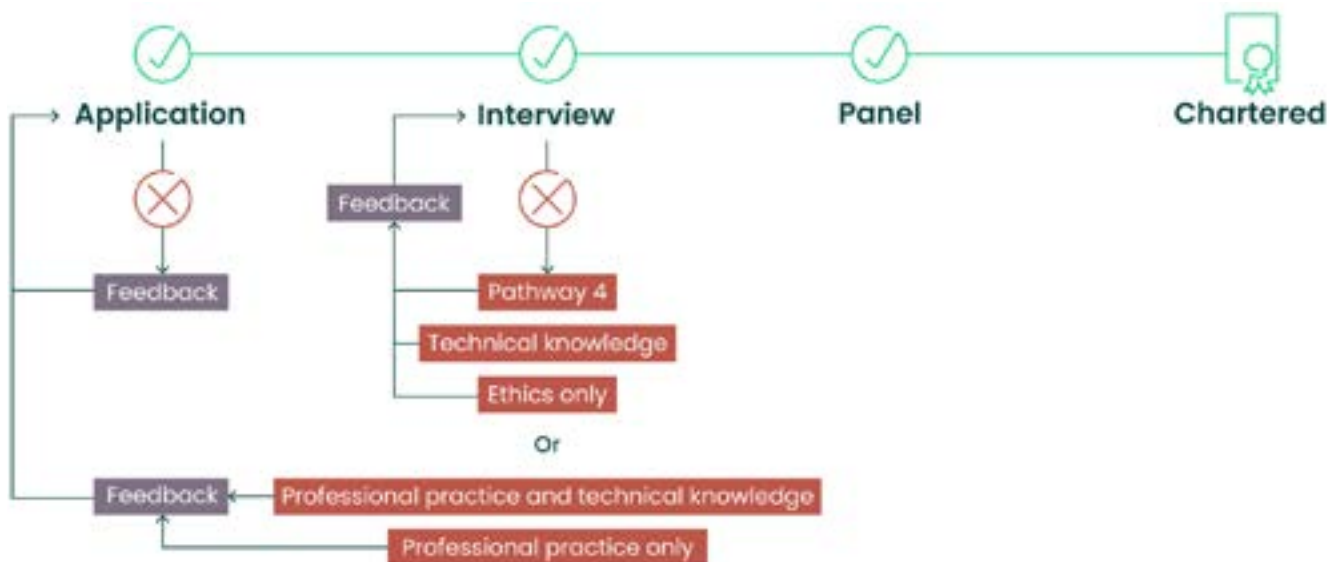 Application
Interview
Panel
Chartered
Feedback
Feedback
Pathway 4
Technical knowledge
Ethics only
Or
Feedback
Professional practice and technical knowledge
Professional practice only